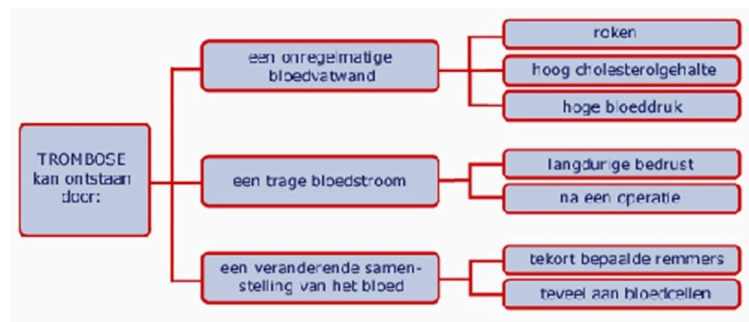 TROMBOSE
kan ontstaan
door:
een onregelmatige
bloedvatwand
roken
hoog cholesterolgehalte
hoge bloeddruk
een trage bloedstroom
langdurige bedrust
na een operatie
een veranderende samen-
stelling van het bloed
tekort bepaalde remmers
teveel aan bloedcellen